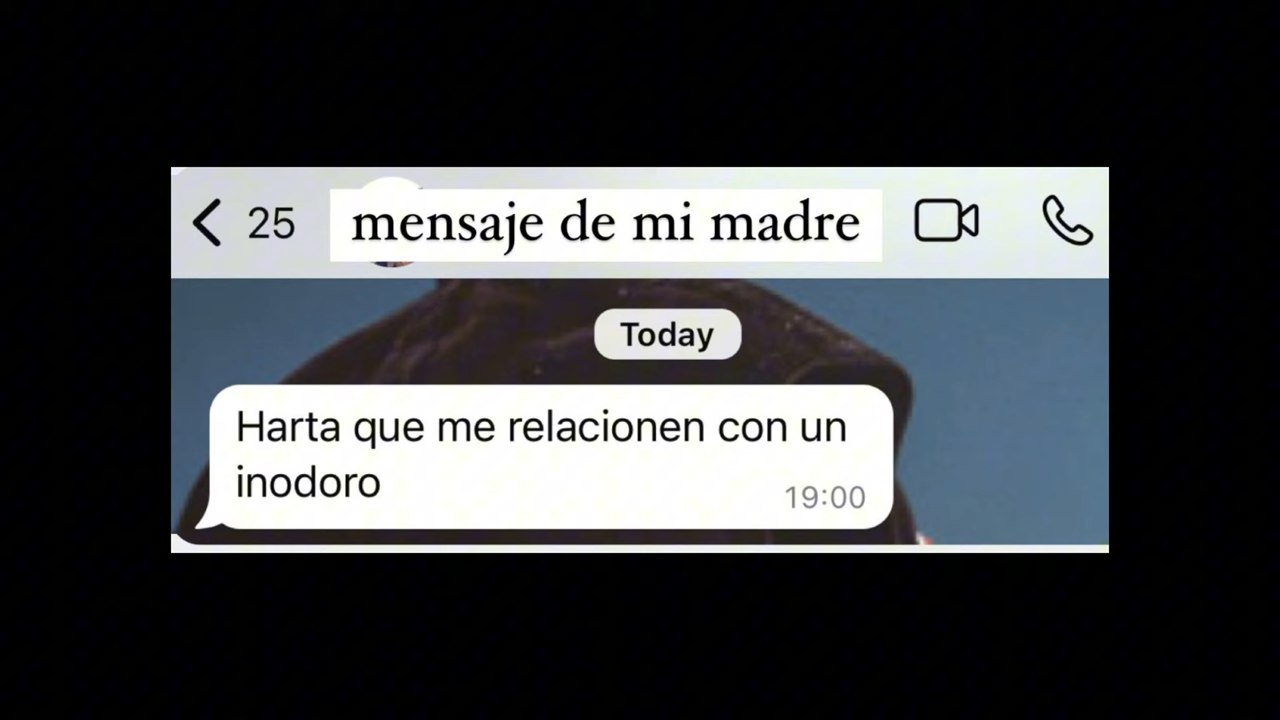 25
mensaje de mi madre
Today
Harta que me relacionen con un
inodoro
19:00